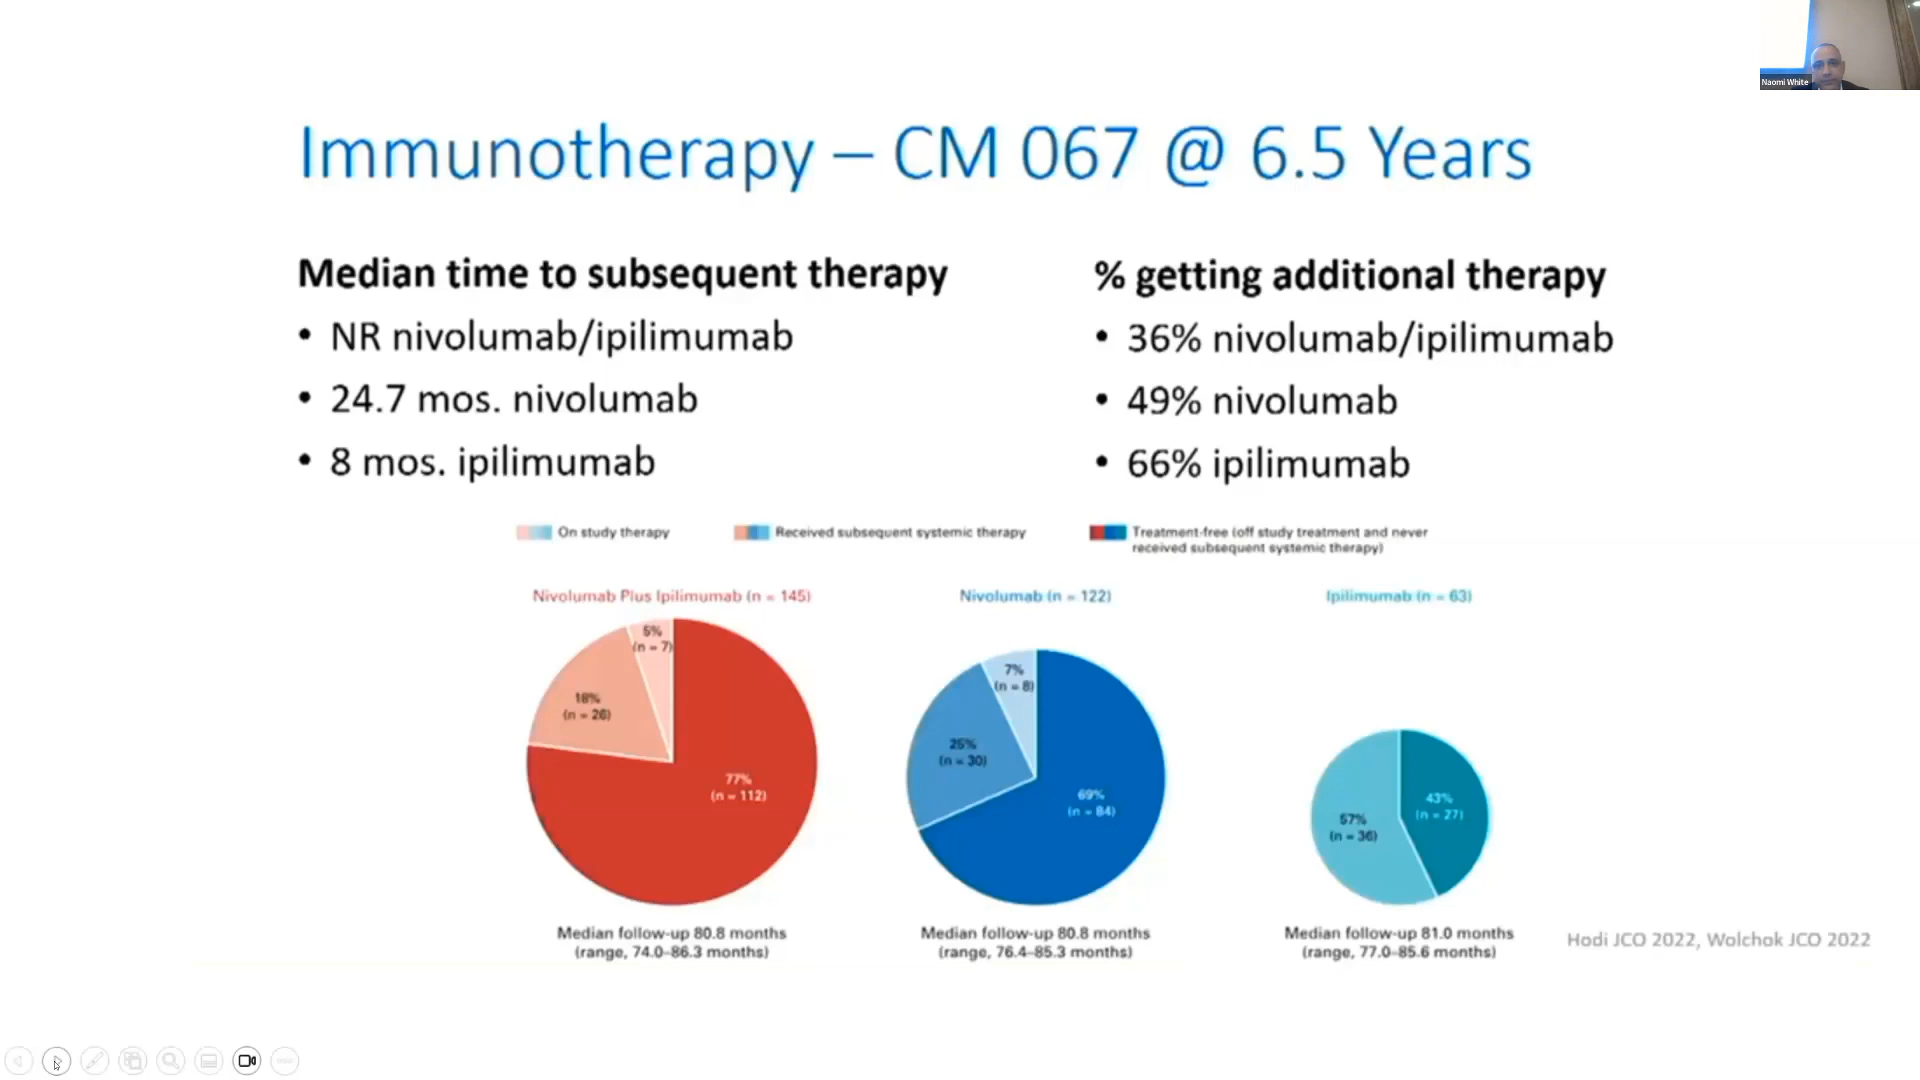 Naomi White
Immunotherapy – CM 067 @ 6.5 Years
Median time to subsequent therapy
• NR nivolumab/ipilimumab
• 24.7 mos. nivolumab
• 8 mos. ipilimumab
% getting additional therapy
• 36% nivolumab/ipilimumab
• 49% nivolumab
• 66% ipilimumab
On study therapy
Received subsequent systemic therapy
Treatment-free (off study treatment and never
received subsequent systemic therapy)
Nivolumab Plus Ipilimumab (n = 145)
5%
(n = 7)
18%
(n = 26)
77%
(n = 112)
Median follow-up 80.8 months
(range, 74.0–86.3 months)
Nivolumab (n = 122)
7%
(n = 8)
25%
(n = 30)
69%
(n = 84)
Median follow-up 80.8 months
(range, 76.4–85.3 months)
Ipilimumab (n = 63)
57%
(n = 36)
43%
(n = 27)
Median follow-up 81.0 months
(range, 77.0–85.6 months)
Hodi JCO 2022, Wolchok JCO 2022